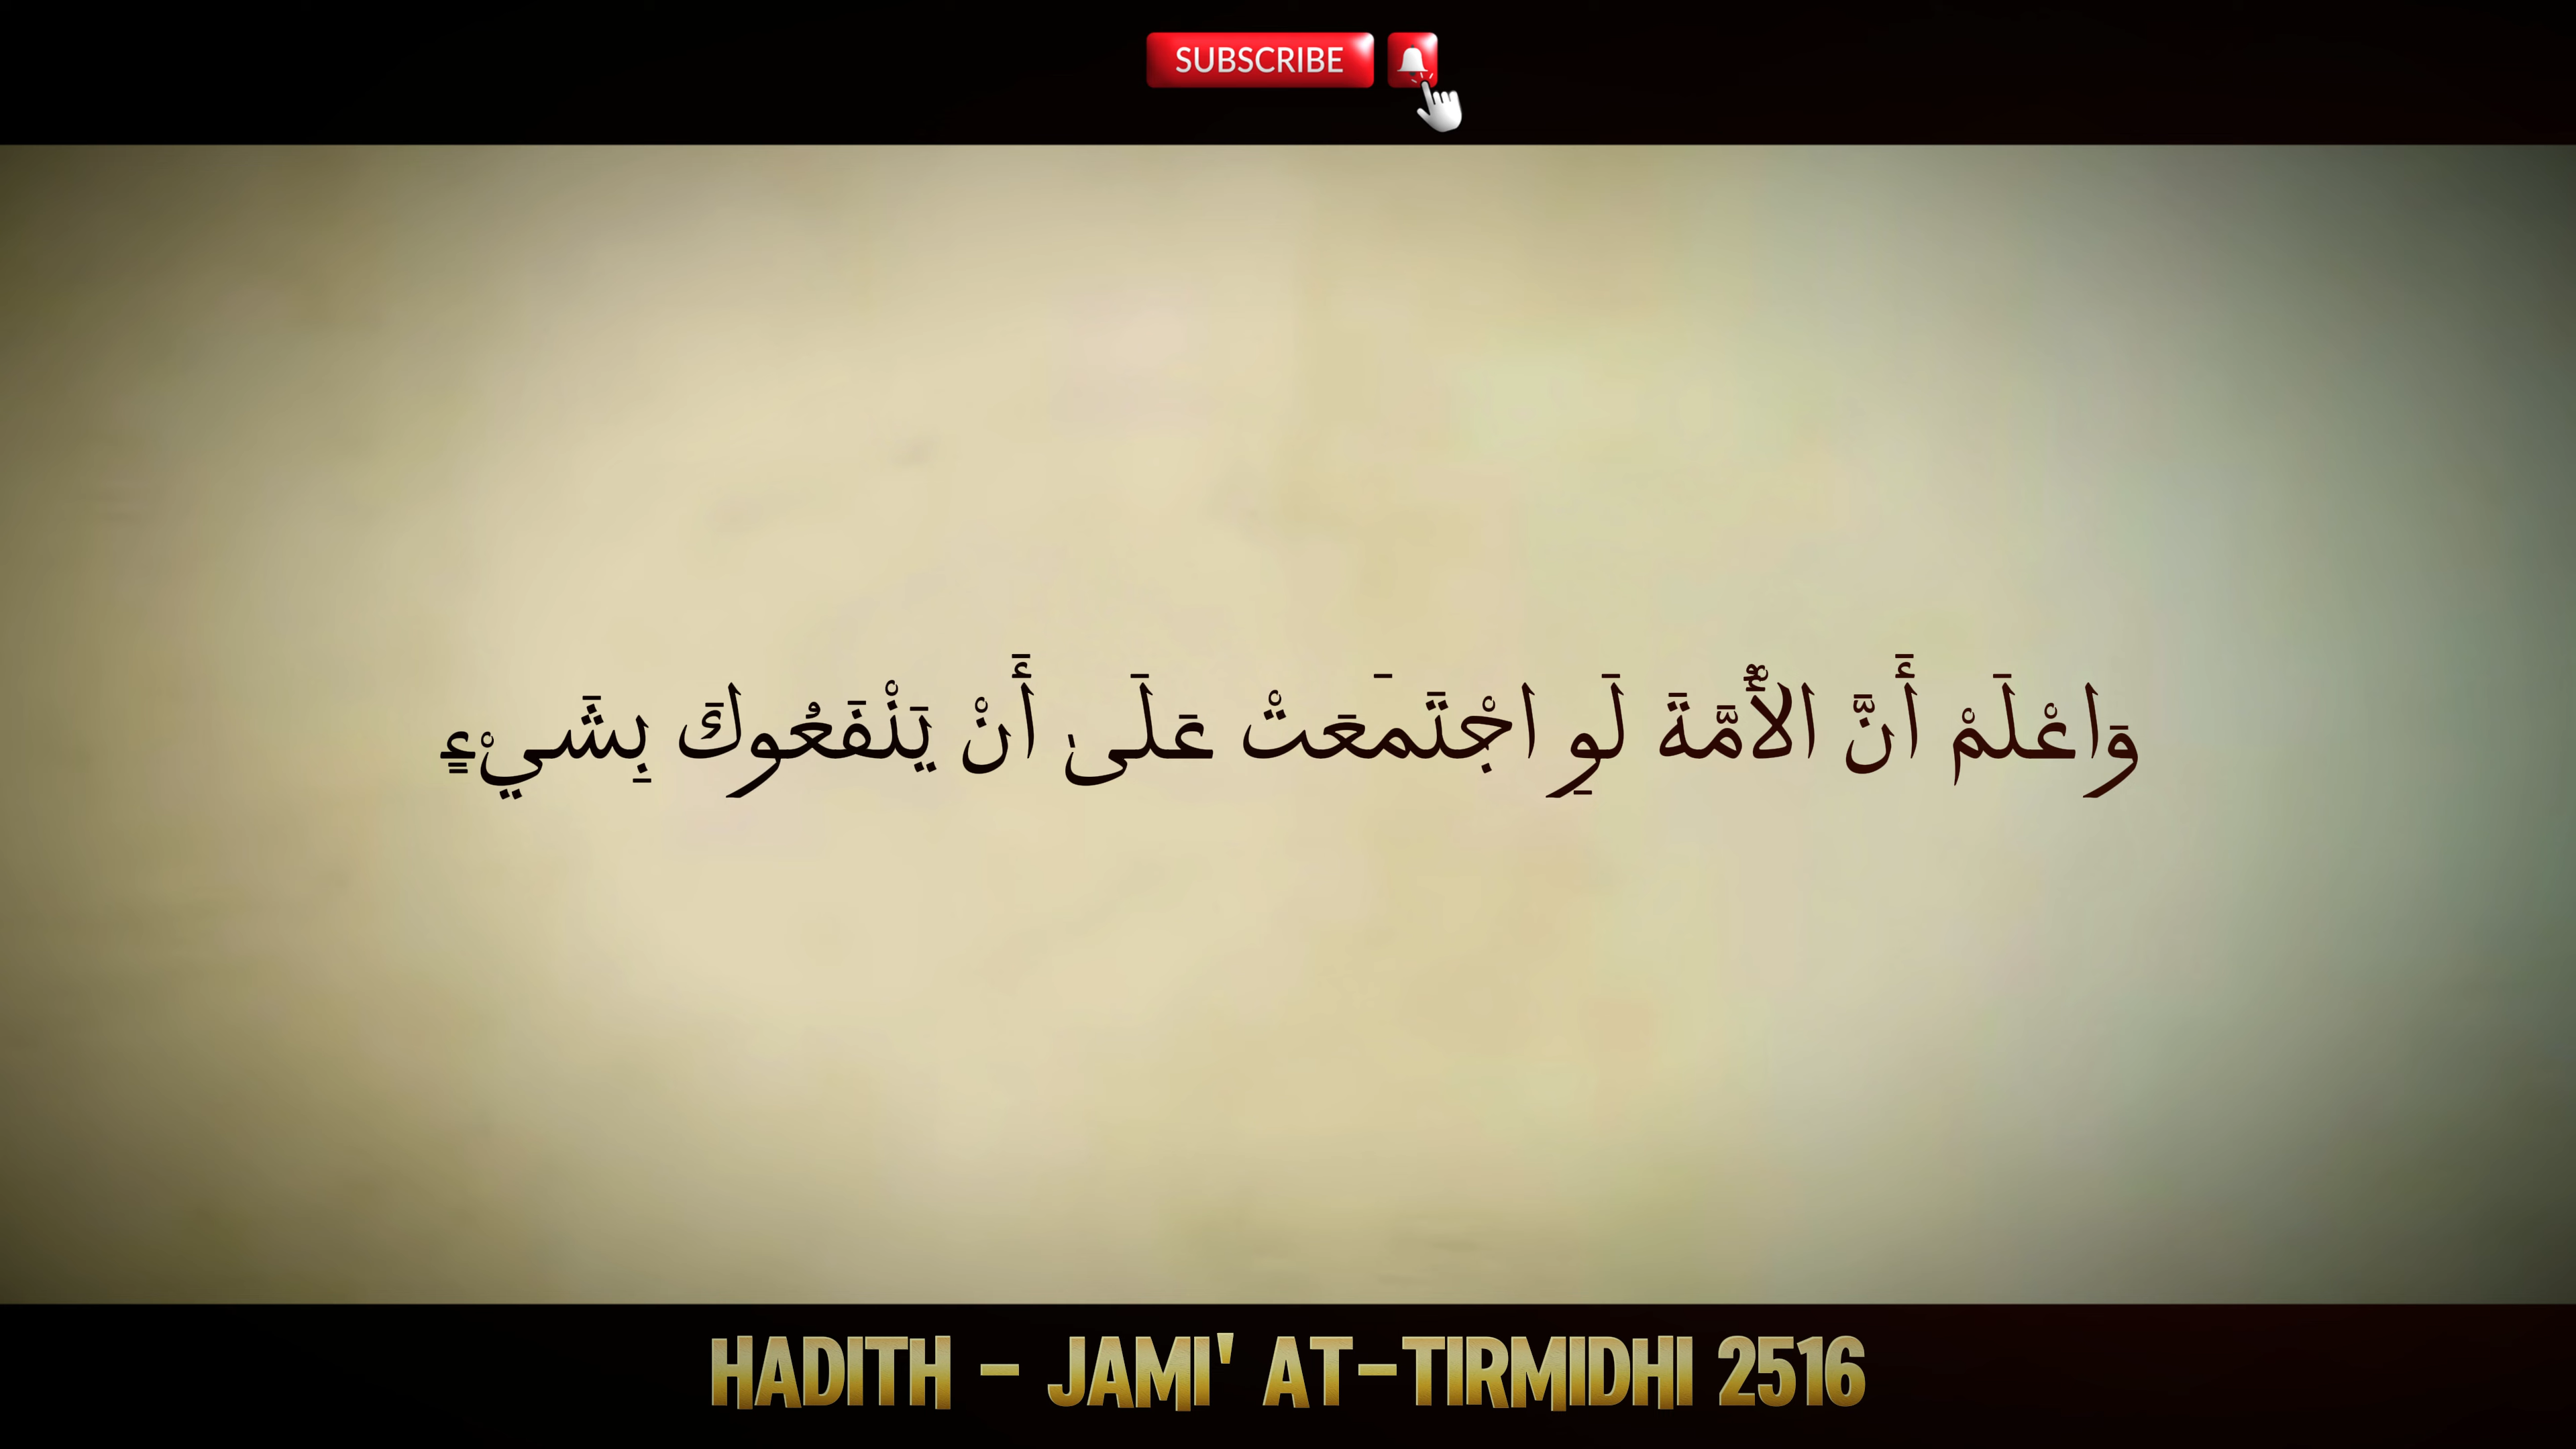 SUBSCRIBE
وَاعْلَمْ أَنَّ الأُمَّةَ لَوِ اجْتَمَعَتْ عَلَىٰ أَنْ يَنْفَعُوكَ بِشَيْءٍ
HADITH - JAMI' AT-TIRMIDHI 2516